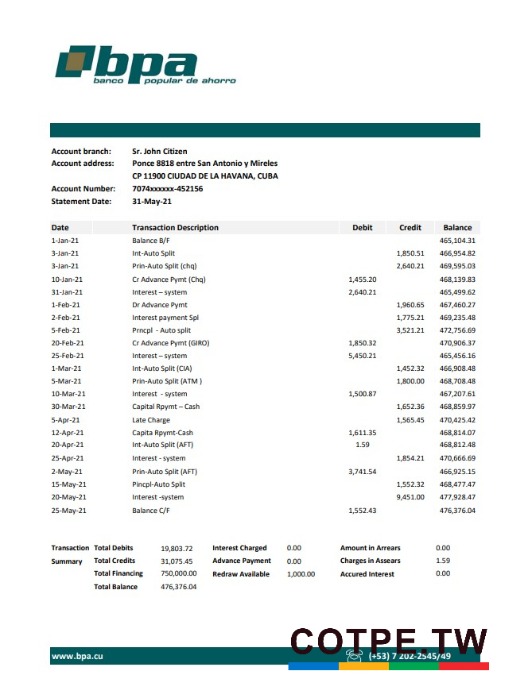 bpa
banco popular de ahorro
Account branch: Sr. John Citizen
Account address: Ponce 8818 entre San Antonio y Mireles
CP 11900 CIUDAD DE LA HAVANA, CUBA
Account Number: 7074xxxxxx-452156
Statement Date: 31-May-21
Date Transaction Description Debit Credit Balance
1-Jan-21 Balance B/F 465,104.31
3-Jan-21 Int-Auto Split 1,850.51 466,954.82
3-Jan-21 Prin-Auto Split (chq) 2,640.21 469,595.03
10-Jan-21 Cr Advance Pymt (Chq) 1,455.20 468,139.83
31-Jan-21 Interest – system 2,640.21 465,499.62
1-Feb-21 Dr Advance Pymt 1,960.65 467,460.27
2-Feb-21 Interest payment Spl 1,775.21 469,235.48
5-Feb-21 Prncpl - Auto split 3,521.21 472,756.69
20-Feb-21 Cr Advance Pymt (GIRO) 1,850.32 470,906.37
25-Feb-21 Interest – system 5,450.21 465,456.16
1-Mar-21 Int-Auto Split (CIA) 1,452.32 466,908.48
5-Mar-21 Prin-Auto Split (ATM ) 1,800.00 468,708.48
10-Mar-21 Interest - system 1,500.87 467,207.61
30-Mar-21 Capital Rpymt – Cash 1,652.36 468,859.97
5-Apr-21 Late Charge 1,565.45 470,425.42
12-Apr-21 Capita Rpymt-Cash 1,611.35 468,814.07
20-Apr-21 Int-Auto Split (AFT) 1.59 468,812.48
25-Apr-21 Interest - system 1,854.21 470,666.69
2-May-21 Prin-Auto Split (AFT) 3,741.54 466,925.15
15-May-21 Pincpl-Auto Split 1,552.32 468,477.47
20-May-21 Interest -system 9,451.00 477,928.47
25-May-21 Balance C/F 1,552.43 476,376.04
Transaction Total Debits 19,803.72 Interest Charged 0.00 Amount in Arrears 0.00
Summary Total Credits 31,075.45 Advance Payment 0.00 Charges in Assears 1.59
Total Financing 750,000.00 Redraw Available 1,000.00 Accured Interest 0.00
Total Balance 476,376.04
COTPE.TW
www.bpa.cu (+53) 7 202-2545/49